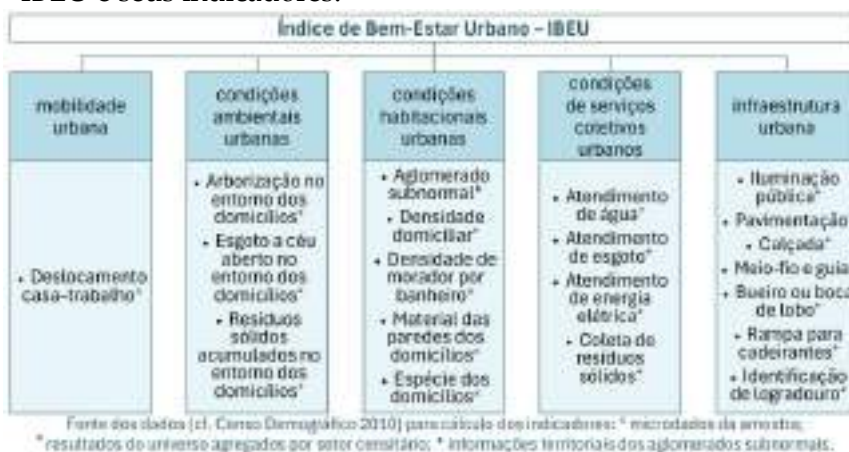 IBEU e seus indicadores.
Índice de Bem-Estar Urbano – IBEU
mobilidade
urbana
• Deslocamento
casa-trabalho*
condições
ambientais
urbanas
• Arborização no
entorno dos
domicílios*
• Esgoto a céu
aberto no
entorno dos
domicílios*
• Resíduos
sólidos
acumulados no
entorno dos
domicílios*
condições
habitacionais
urbanas
• Aglomerado
subnormal*
• Densidade
domiciliar*
• Densidade de
morador por
banheiro*
• Material das
paredes dos
domicílios*
• Espécie dos
domicílios*
condições
de serviços
coletivos
urbanos
• Atendimento
de água*
• Atendimento
de esgoto*
• Atendimento
de energia
elétrica*
• Coleta de
resíduos
sólidos*
infraestrutura
urbana
• Iluminação
pública*
• Pavimentação
• Calçada*
• Meio-fio e guia
• Bueiro ou boca
de lobo*
• Rampa para
cadeirantes*
• Identificação
de logradouro*
Fonte dos dados (cf. Censo Demográfico 2010) para cálculo dos indicadores: * microdados da amostra;
* resultados do universo agregados por setor censitário; * informações territoriais dos aglomerados subnormais.